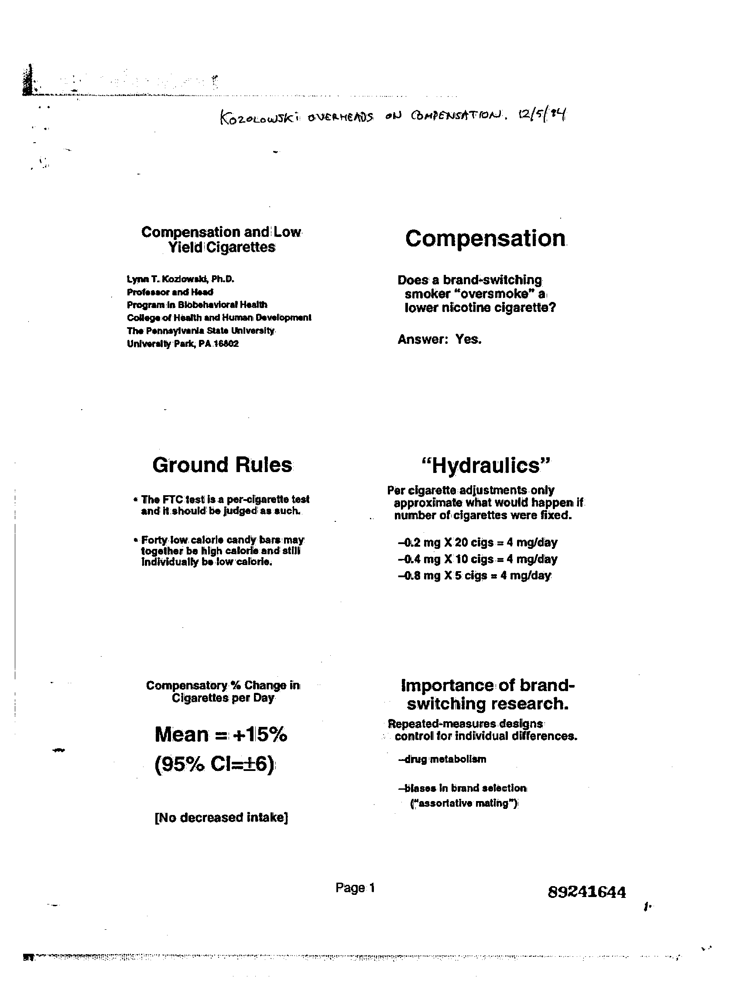 KOZOLOWSKI OVERHEADS ON COMPENSATION. 12/5/94
Compensation and Low
Yield Cigarettes
Lynn T. Kozlowski, Ph.D.
Professor and Head
Program in Biobehavioral Health
College of Health and Human Development
The Pennsylvania State University
University Park, PA 16802
Compensation
Does a brand-switching
smoker “oversmoke” a
lower nicotine cigarette?
Answer: Yes.
Ground Rules
• The FTC test is a per-cigarette test
and it should be judged as such.
• Forty low calorie candy bars may
together be high calorie and still
individually be low calorie.
“Hydraulics”
Per cigarette adjustments only
approximate what would happen if
number of cigarettes were fixed.
–0.2 mg X 20 cigs = 4 mg/day
–0.4 mg X 10 cigs = 4 mg/day
–0.8 mg X 5 cigs = 4 mg/day
Compensatory % Change in
Cigarettes per Day
Mean = +15%
(95% CI=±6)
[No decreased intake]
Importance of brand-
switching research.
Repeated-measures designs
control for individual differences.
–drug metabolism
–biases in brand selection
("assortative mating")
Page 1
89241644